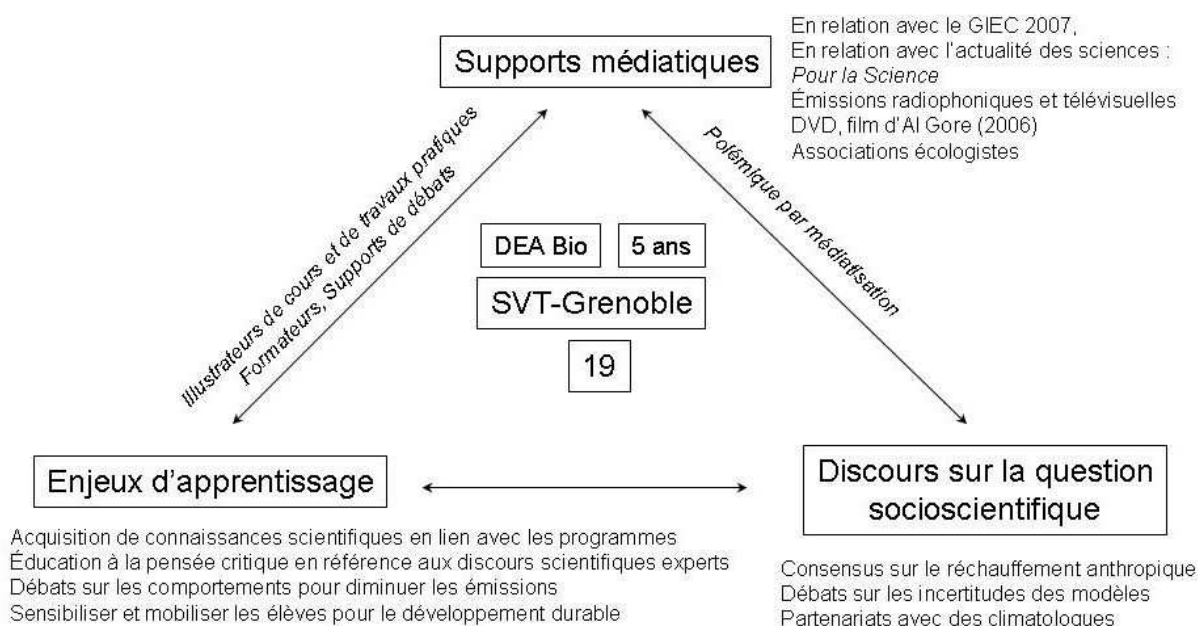 En relation avec le GIEC 2007,
En relation avec l'actualité des sciences :
Pour la Science
Émissions radiophoniques et télévisuelles
DVD, film d'Al Gore (2006)
Associations écologistes
Supports médiatiques
Illustrateurs de cours et de travaux pratiques
Formateurs, Supports de débats
Polémique par médiatisation
DEA Bio
5 ans
SVT-Grenoble
19
Enjeux d'apprentissage
Discours sur la question
socioscientifique
Acquisition de connaissances scientifiques en lien avec les programmes
Éducation à la pensée critique en référence aux discours scientifiques experts
Débats sur les comportements pour diminuer les émissions
Sensibiliser et mobiliser les élèves pour le développement durable
Consensus sur le réchauffement anthropique
Débats sur les incertitudes des modèles
Partenariats avec des climatologues